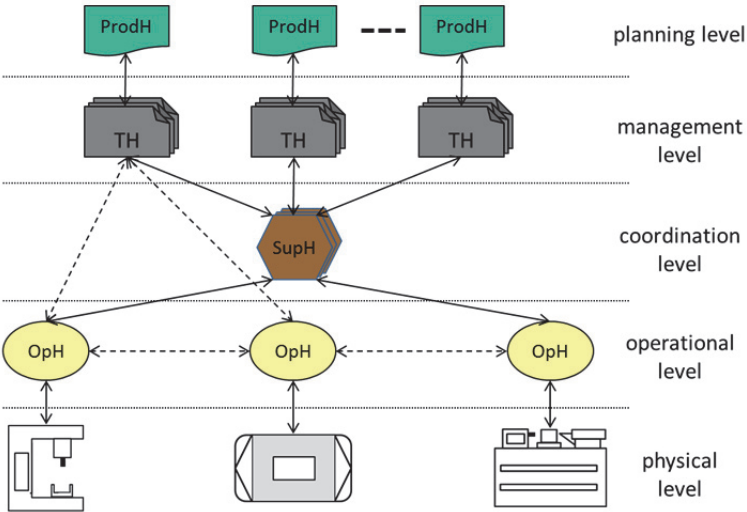 ProdH
ProdH
ProdH
planning level
TH
TH
TH
management
level
SupH
coordination
level
OpH
OpH
OpH
operational
level
physical
level